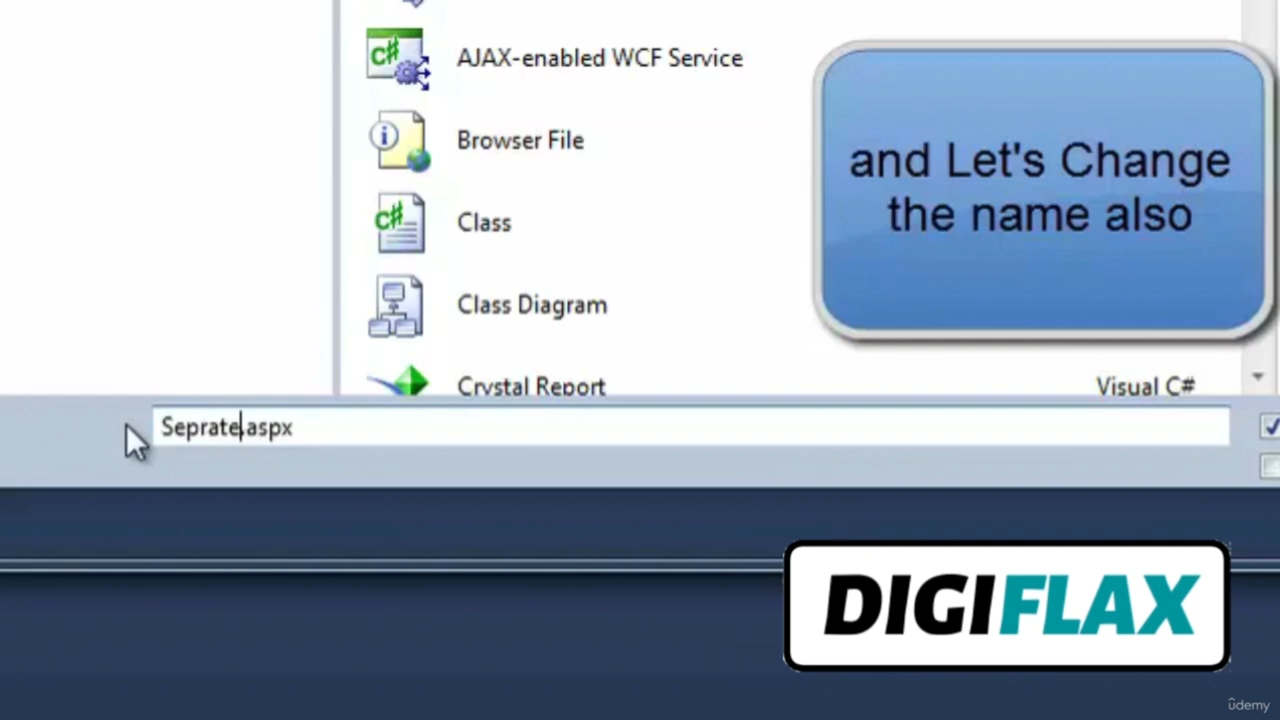 AJAX-enabled WCF Service
Browser File
Class
Class Diagram
Crystal Report
Visual C#
and Let's Change
the name also
Seprate.aspx
DIGIFLAX
ûdemy